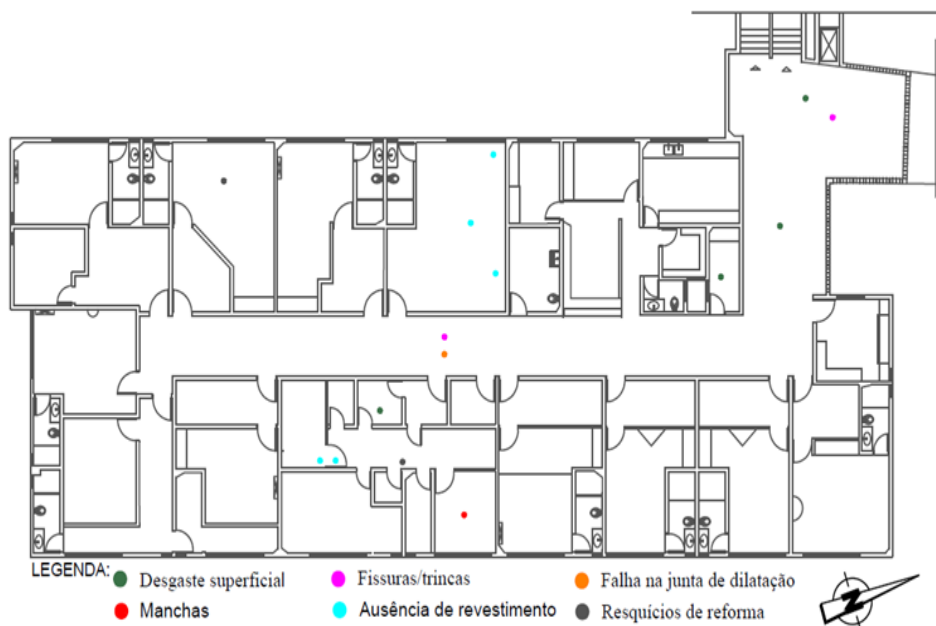 LEGENDA:
Desgaste superficial Fissuras/trincas Falha na junta de dilatação
Manchas Ausência de revestimento Resquícios de reforma
N